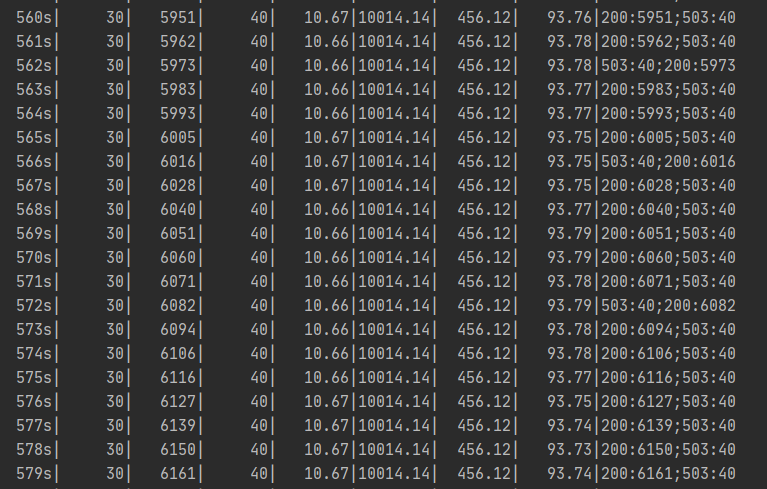 560s| 30| 5951| 40| 10.67|10014.14| 456.12| 93.76|200:5951;503:40
561s| 30| 5962| 40| 10.66|10014.14| 456.12| 93.78|200:5962;503:40
562s| 30| 5973| 40| 10.66|10014.14| 456.12| 93.78|503:40;200:5973
563s| 30| 5983| 40| 10.66|10014.14| 456.12| 93.77|200:5983;503:40
564s| 30| 5993| 40| 10.66|10014.14| 456.12| 93.77|200:5993;503:40
565s| 30| 6005| 40| 10.67|10014.14| 456.12| 93.75|200:6005;503:40
566s| 30| 6016| 40| 10.67|10014.14| 456.12| 93.75|503:40;200:6016
567s| 30| 6028| 40| 10.67|10014.14| 456.12| 93.75|200:6028;503:40
568s| 30| 6040| 40| 10.66|10014.14| 456.12| 93.77|200:6040;503:40
569s| 30| 6051| 40| 10.66|10014.14| 456.12| 93.79|200:6051;503:40
570s| 30| 6060| 40| 10.66|10014.14| 456.12| 93.79|200:6060;503:40
571s| 30| 6071| 40| 10.66|10014.14| 456.12| 93.78|200:6071;503:40
572s| 30| 6082| 40| 10.66|10014.14| 456.12| 93.79|503:40;200:6082
573s| 30| 6094| 40| 10.66|10014.14| 456.12| 93.78|200:6094;503:40
574s| 30| 6106| 40| 10.66|10014.14| 456.12| 93.78|200:6106;503:40
575s| 30| 6116| 40| 10.66|10014.14| 456.12| 93.77|200:6116;503:40
576s| 30| 6127| 40| 10.67|10014.14| 456.12| 93.75|200:6127;503:40
577s| 30| 6139| 40| 10.67|10014.14| 456.12| 93.74|200:6139;503:40
578s| 30| 6150| 40| 10.67|10014.14| 456.12| 93.73|200:6150;503:40
579s| 30| 6161| 40| 10.67|10014.14| 456.12| 93.74|200:6161;503:40